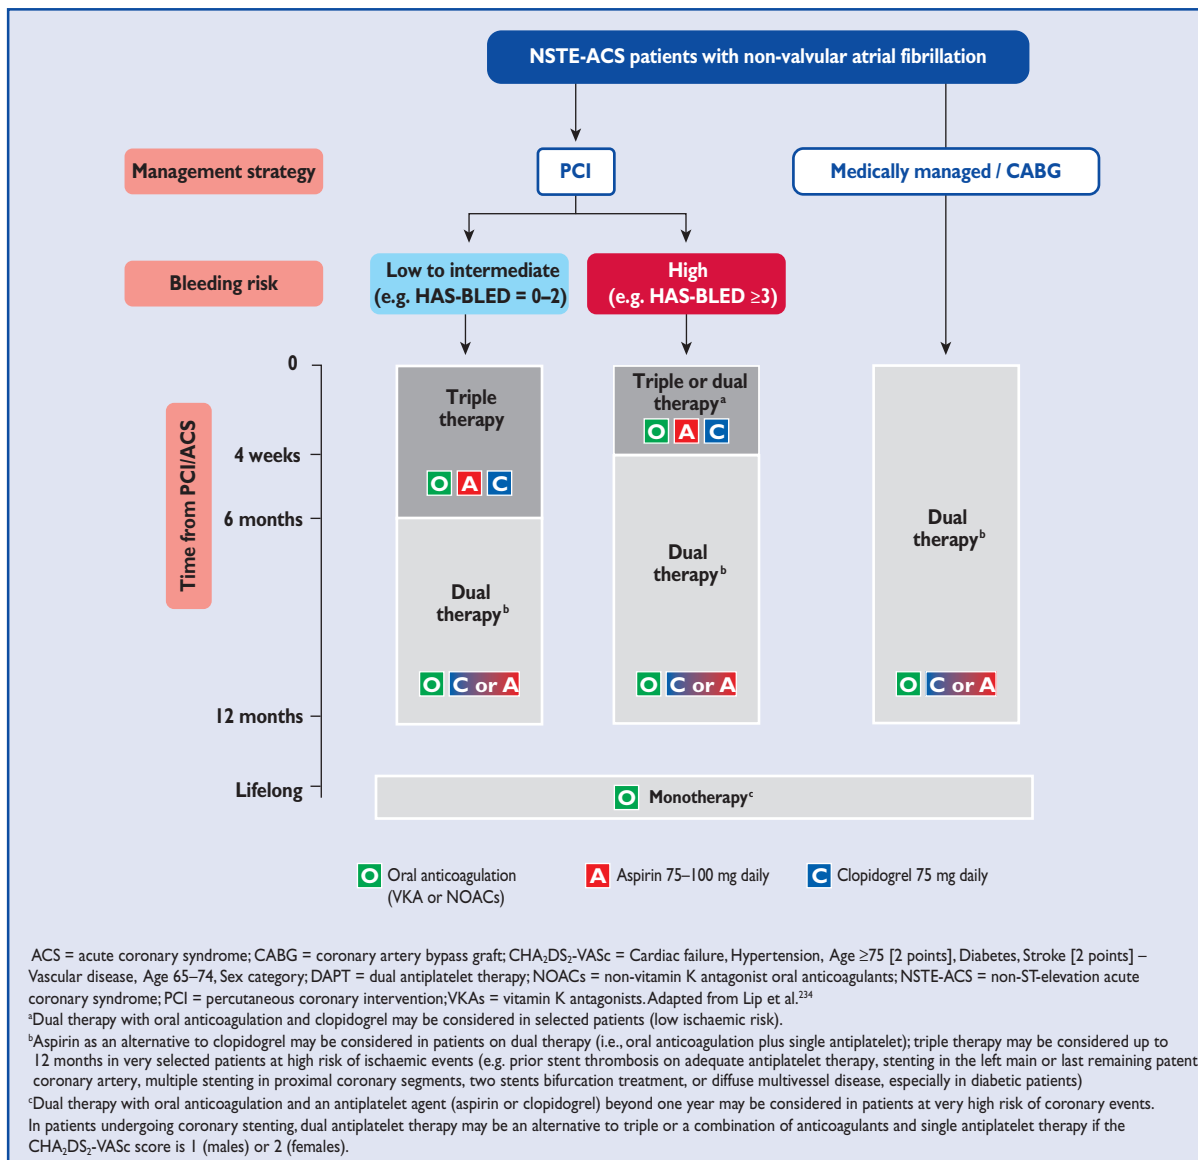 NSTE-ACS patients with non-valvular atrial fibrillation
Management strategy
PCI
Medically managed / CABG
Bleeding risk
Low to intermediate
(e.g. HAS-BLED = 0–2)
High
(e.g. HAS-BLED ≥3)
Time from PCI/ACS
0
4 weeks
6 months
12 months
Lifelong
Triple
therapy
O A C
Dual
therapyᵇ
O C or A
Triple or dual
therapyᵃ
O A C
Dual
therapyᵇ
O C or A
Dual
therapyᵇ
O C or A
O Monotherapyᶜ
O Oral anticoagulation
(VKA or NOACs)
A Aspirin 75–100 mg daily
C Clopidogrel 75 mg daily
ACS = acute coronary syndrome; CABG = coronary artery bypass graft; CHA₂DS₂-VASc = Cardiac failure, Hypertension, Age ≥75 [2 points], Diabetes, Stroke [2 points] –
Vascular disease, Age 65–74, Sex category; DAPT = dual antiplatelet therapy; NOACs = non-vitamin K antagonist oral anticoagulants; NSTE-ACS = non-ST-elevation acute
coronary syndrome; PCI = percutaneous coronary intervention; VKAs = vitamin K antagonists. Adapted from Lip et al.²³⁴
ᵃDual therapy with oral anticoagulation and clopidogrel may be considered in selected patients (low ischaemic risk).
ᵇAspirin as an alternative to clopidogrel may be considered in patients on dual therapy (i.e., oral anticoagulation plus single antiplatelet); triple therapy may be considered up to
12 months in very selected patients at high risk of ischaemic events (e.g. prior stent thrombosis on adequate antiplatelet therapy, stenting in the left main or last remaining patent
coronary artery, multiple stenting in proximal coronary segments, two stents bifurcation treatment, or diffuse multivessel disease, especially in diabetic patients)
ᶜDual therapy with oral anticoagulation and an antiplatelet agent (aspirin or clopidogrel) beyond one year may be considered in patients at very high risk of coronary events.
In patients undergoing coronary stenting, dual antiplatelet therapy may be an alternative to triple or a combination of anticoagulants and single antiplatelet therapy if the
CHA₂DS₂-VASc score is 1 (males) or 2 (females).